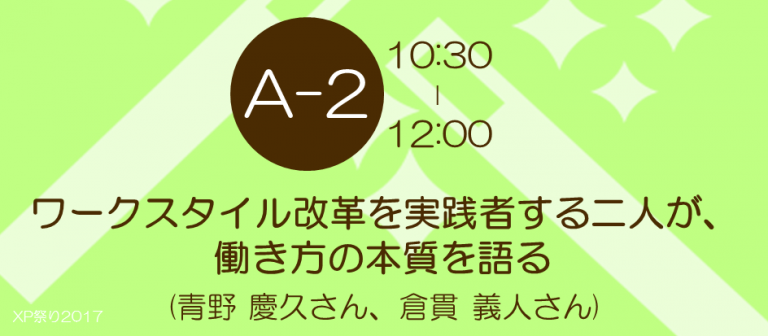 A-2
10:30
|
12:00
ワークスタイル改革を実践者する二人が、
働き方の本質を語る
(青野 慶久さん、倉貫 義人さん)
XP祭り2017